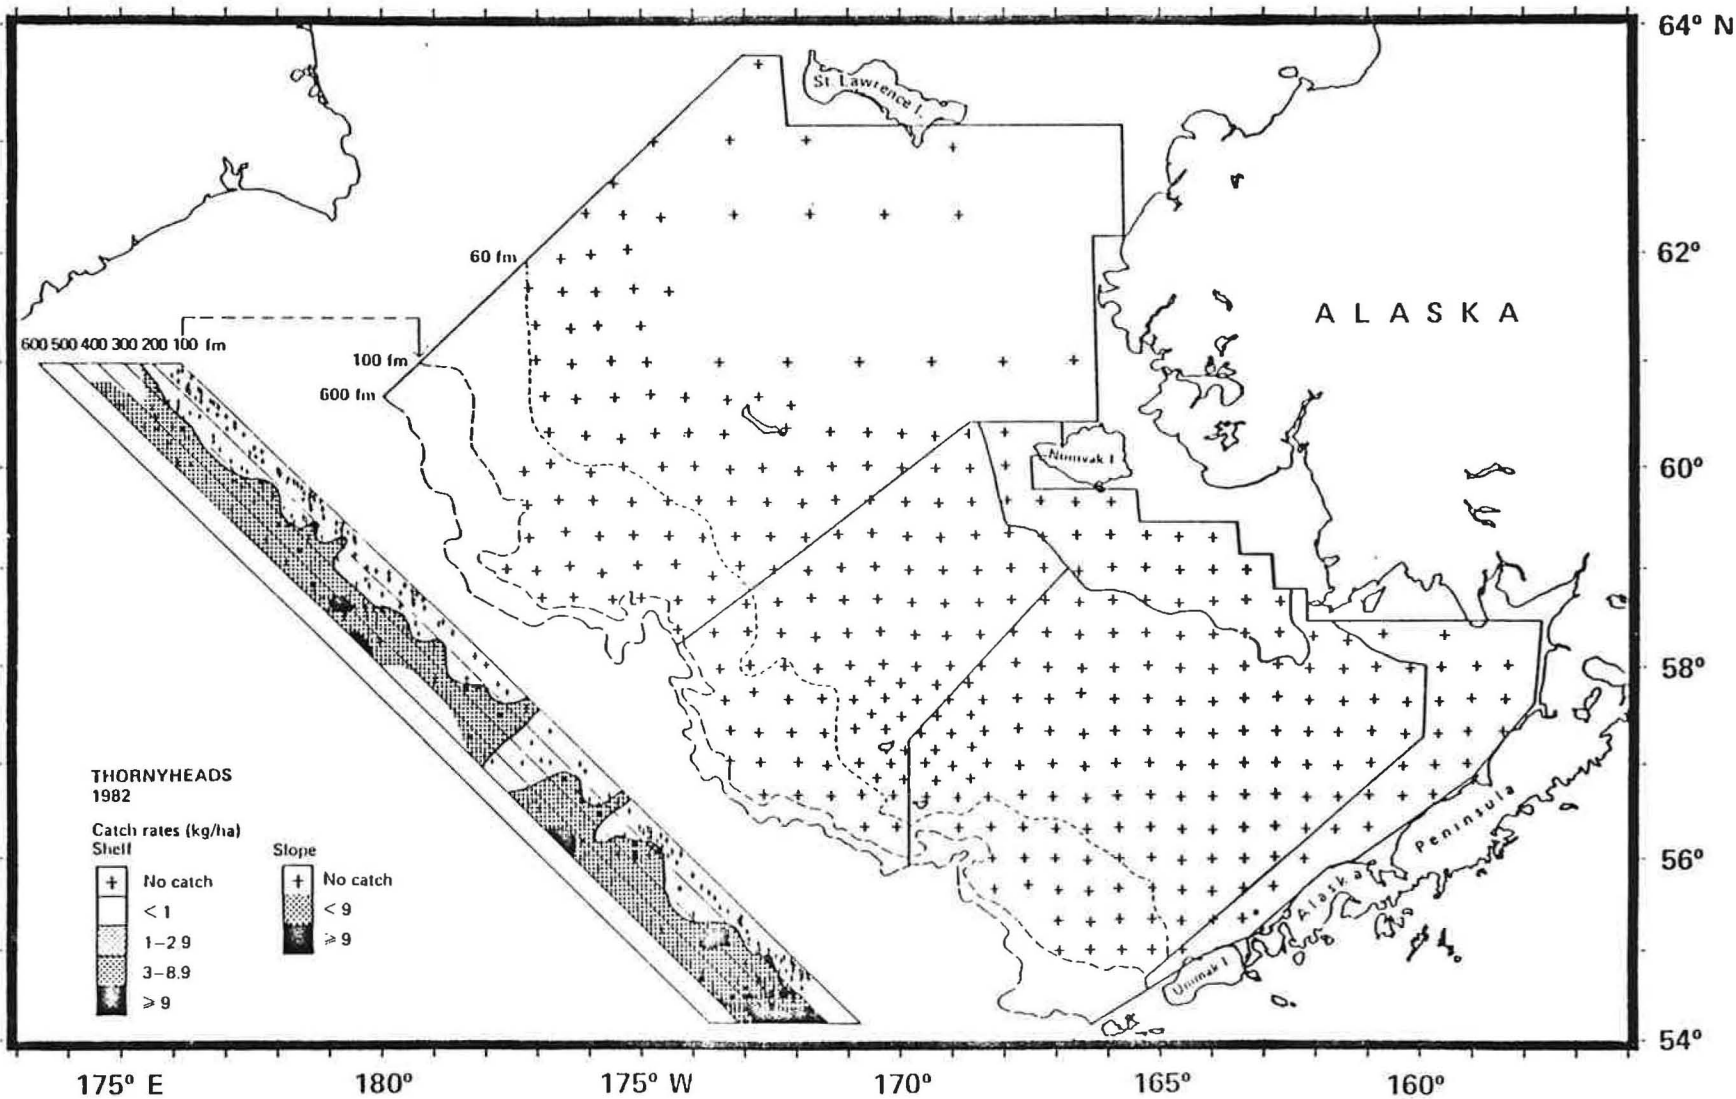 64° N
St. Lawrence I.
60 fm
62°
ALASKA
600 500 400 300 200 100 fm
100 fm
600 fm
Nunivak I.
60°
58°
THORNYHEADS
1982
Catch rates (kg/ha)
Shelf
Slope
+ No catch
+ No catch
< 1
< 9
1–2.9
≥ 9
3–8.9
≥ 9
Alaska Peninsula
56°
Unimak I.
54°
175° E
180°
175° W
170°
165°
160°